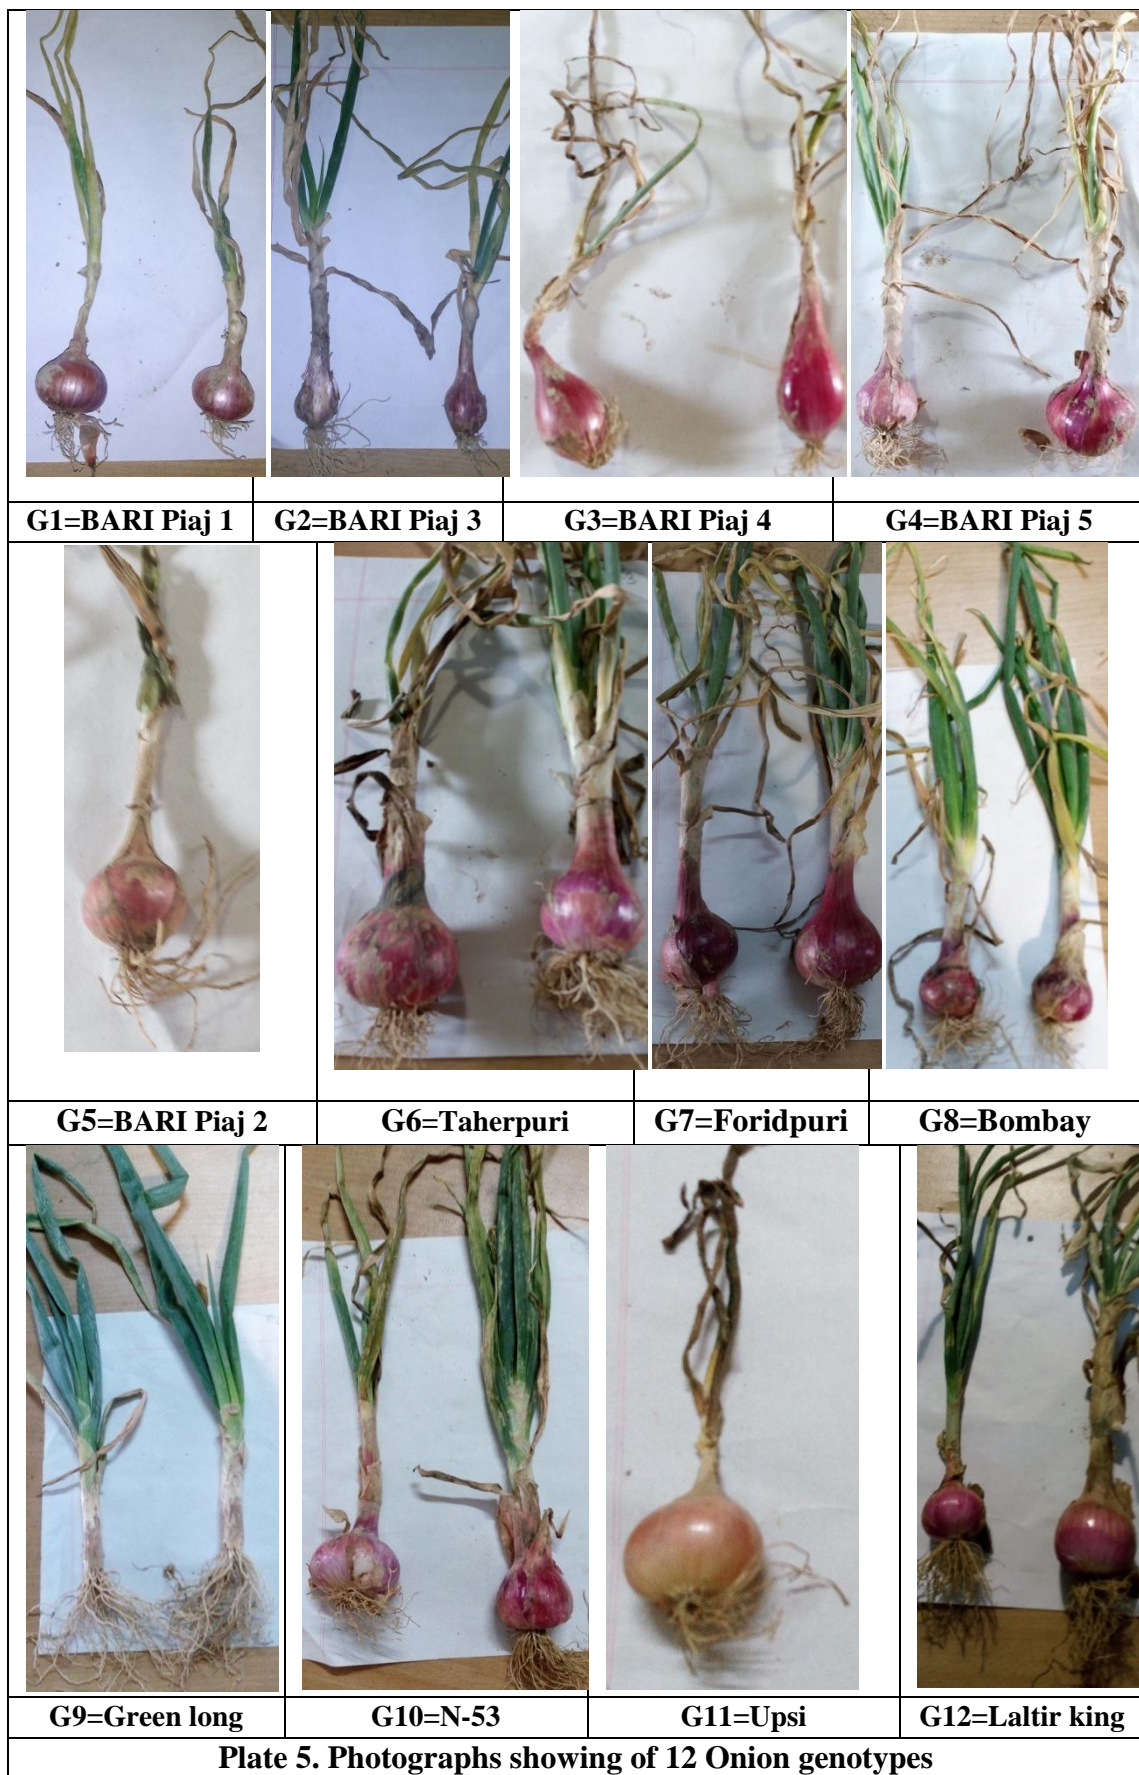 G1=BARI Piaj 1
G2=BARI Piaj 3
G3=BARI Piaj 4
G4=BARI Piaj 5
G5=BARI Piaj 2
G6=Taherpuri
G7=Foridpuri
G8=Bombay
G9=Green long
G10=N-53
G11=Upsi
G12=Laltir king
Plate 5. Photographs showing of 12 Onion genotypes